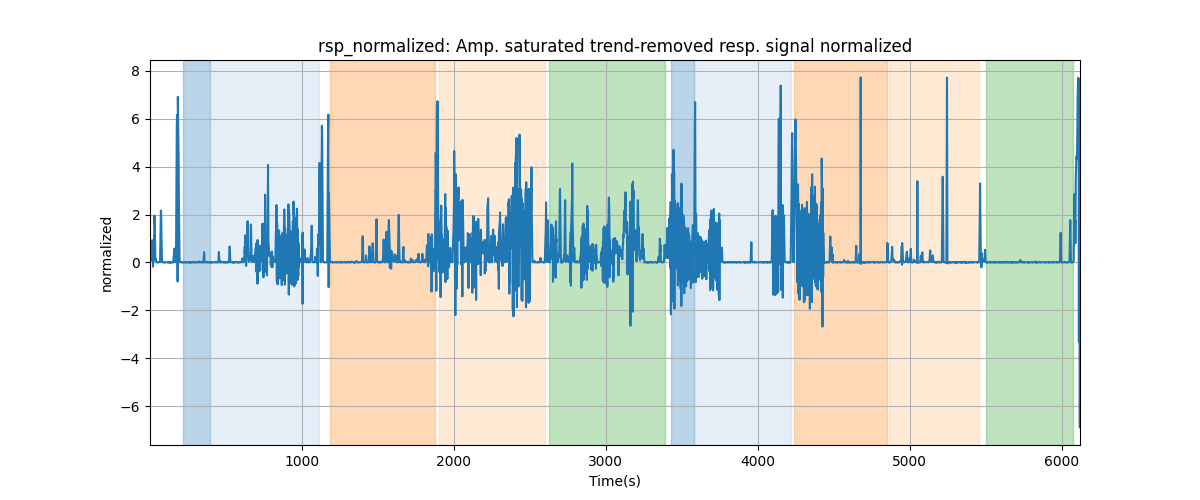 rsp_normalized: Amp. saturated trend-removed resp. signal normalized
8
6
4
2
0
−2
−4
−6
normalized
1000 2000 3000 4000 5000 6000
Time(s)